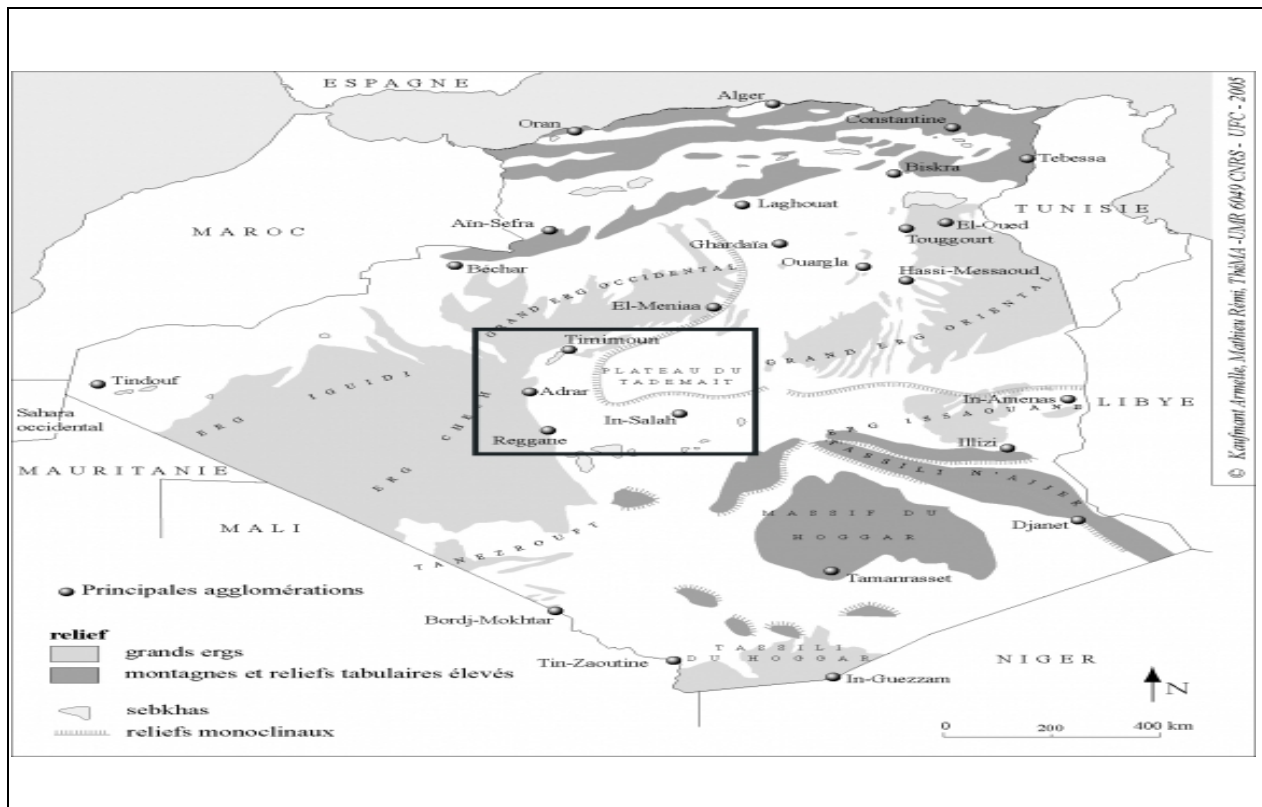 ESPAGNE
Alger
Oran
Constantine
Tebessa
Biskra
TUNISIE
Laghouat
Aïn-Sefra
MAROC
El-Oued
Touggourt
Ghardaïa
Ouargla
Béchar
Hassi-Messaoud
GRAND ERG OCCIDENTAL
El-Meniaa
GRAND ERG ORIENTAL
Timimoun
PLATEAU DU
TADEMAIT
Tindouf
ERG IGUIDI
Adrar
In-Amenas
LIBYE
Sahara
occidental
ERG CHECH
In-Salah
ERG ISSAOUANE
Reggane
Illizi
MAURITANIE
TASSILI N'AJJER
MALI
MASSIF DU
HOGGAR
Djanet
TANEZROUFT
Tamanrasset
Bordj-Mokhtar
Tin-Zaoutine
TASSILI
DU HOGGAR
NIGER
In-Guezzam
Principales agglomérations
relief
grands ergs
montagnes et reliefs tabulaires élevés
sebkhas
reliefs monoclinaux
N
0 200 400 km
© Kaufmant Armelle, Mathieu Rémi, ThéMA -UMR 6049 CNRS - UFC - 2005